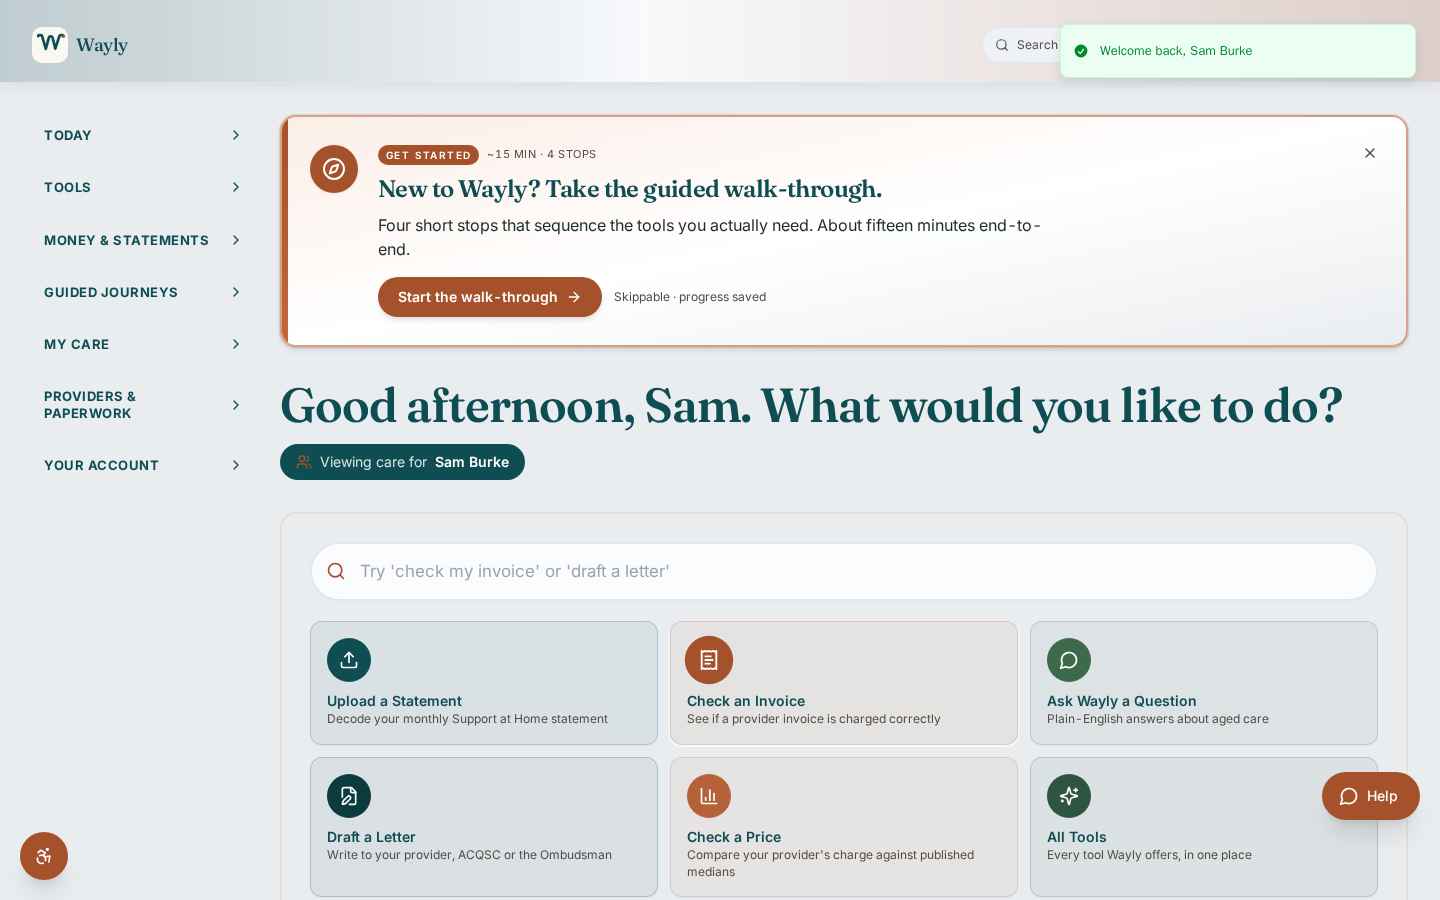 Wayly
Search
Welcome back, Sam Burke
TODAY
TOOLS
MONEY & STATEMENTS
GUIDED JOURNEYS
MY CARE
PROVIDERS &
PAPERWORK
YOUR ACCOUNT
GET STARTED ~15 MIN · 4 STOPS
New to Wayly? Take the guided walk-through.
Four short stops that sequence the tools you actually need. About fifteen minutes end-to-
end.
Start the walk-through
Skippable · progress saved
Good afternoon, Sam. What would you like to do?
Viewing care for Sam Burke
Try 'check my invoice' or 'draft a letter'
Upload a Statement
Decode your monthly Support at Home statement
Check an Invoice
See if a provider invoice is charged correctly
Ask Wayly a Question
Plain-English answers about aged care
Draft a Letter
Write to your provider, ACQSC or the Ombudsman
Check a Price
Compare your provider's charge against published
medians
All Tools
Every tool Wayly offers, in one place
Help